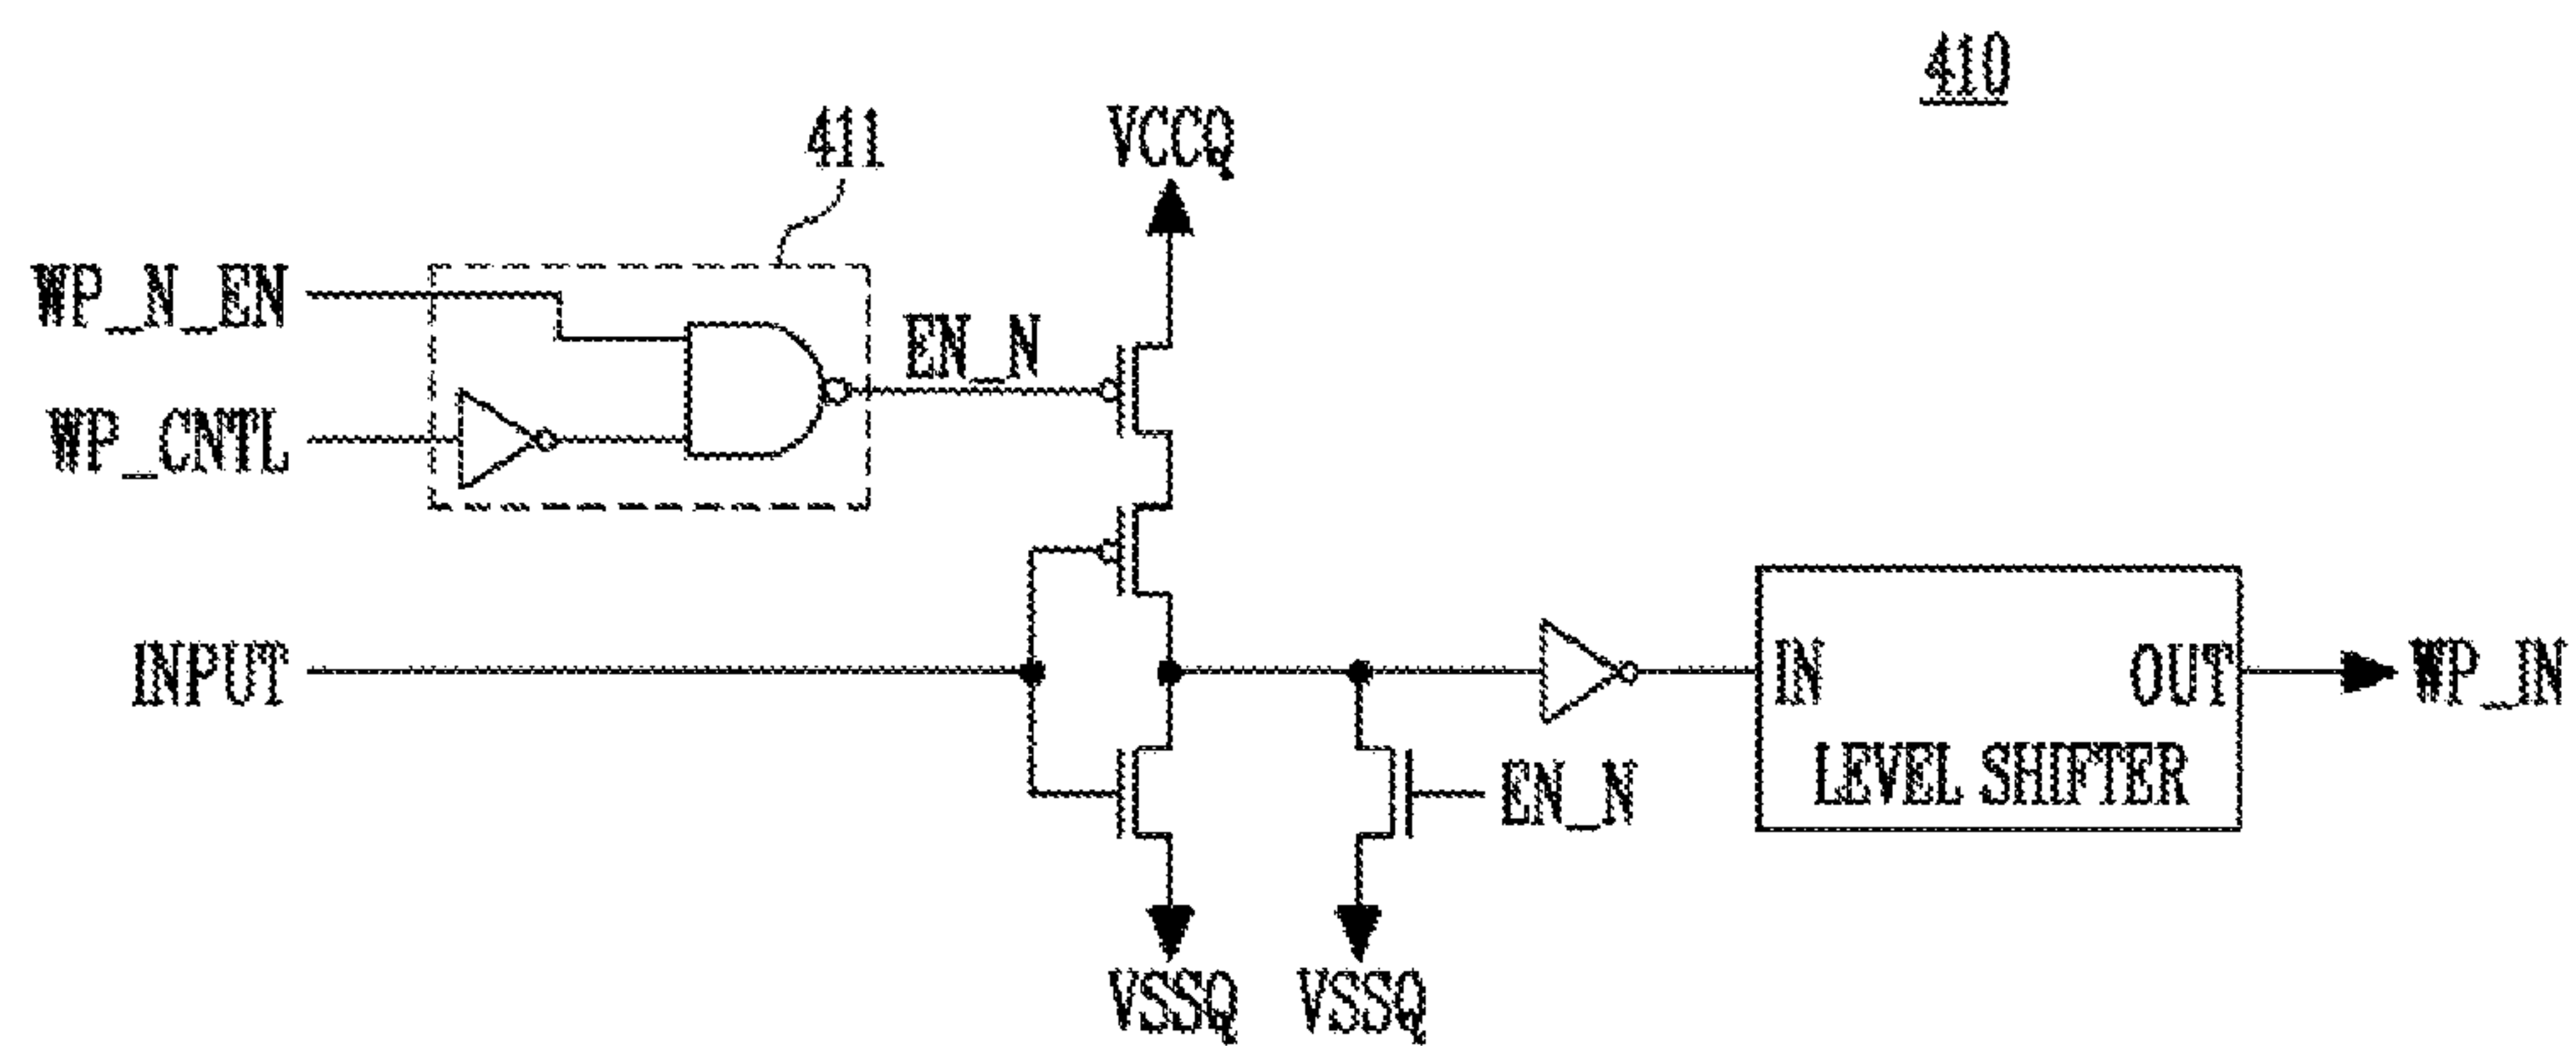 410
411
VCCQ
WP_N_EN
EN_N
WP_CNTL
INPUT
IN
OUT
WP_IN
LEVEL SHIFTER
EN_N
VSSQ
VSSQ